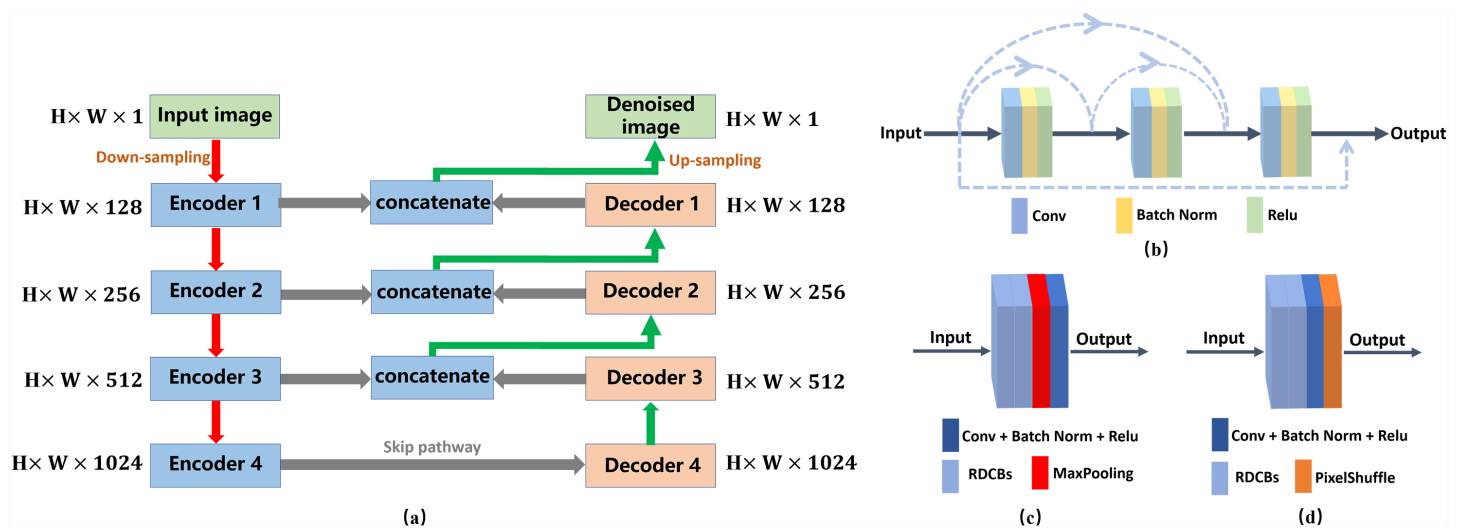 H× W × 1
Input image
Denoised
image
H× W × 1
Down-sampling
Up-sampling
H× W × 128
Encoder 1
concatenate
Decoder 1
H× W × 128
H× W × 256
Encoder 2
concatenate
Decoder 2
H× W × 256
H× W × 512
Encoder 3
concatenate
Decoder 3
H× W × 512
Skip pathway
H× W × 1024
Encoder 4
Decoder 4
H× W × 1024
(a)
Input
Output
Conv
Batch Norm
Relu
(b)
Input
Output
Conv + Batch Norm + Relu
RDCBs
MaxPooling
(c)
Input
Output
Conv + Batch Norm + Relu
RDCBs
PixelShuffle
(d)